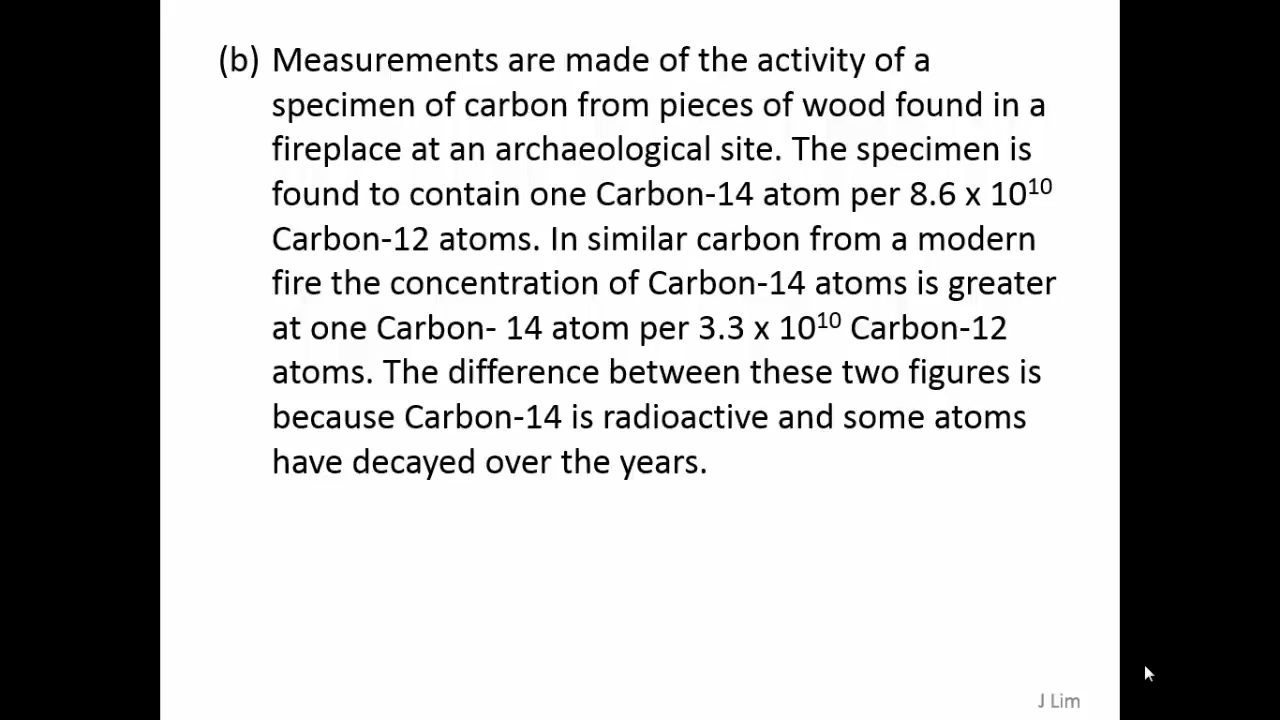 (b) Measurements are made of the activity of a
specimen of carbon from pieces of wood found in a
fireplace at an archaeological site. The specimen is
found to contain one Carbon-14 atom per 8.6 x 10¹⁰
Carbon-12 atoms. In similar carbon from a modern
fire the concentration of Carbon-14 atoms is greater
at one Carbon- 14 atom per 3.3 x 10¹⁰ Carbon-12
atoms. The difference between these two figures is
because Carbon-14 is radioactive and some atoms
have decayed over the years.
J Lim